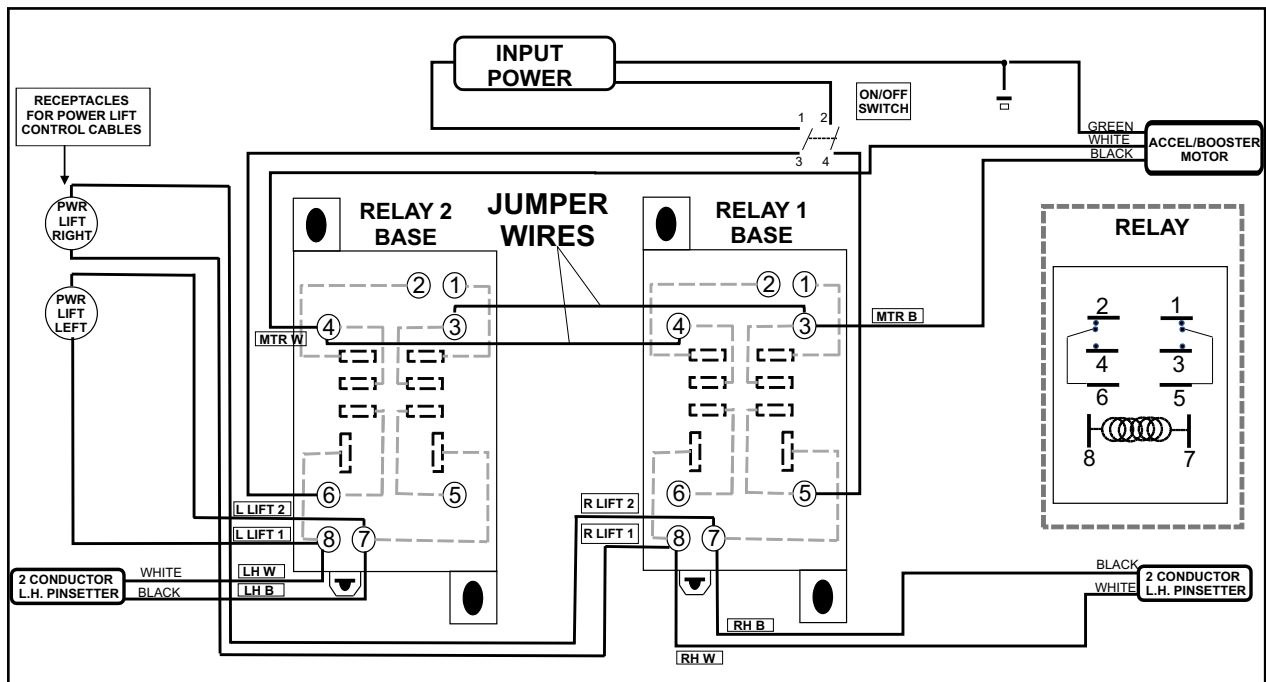 INPUT
POWER
RECEPTACLES
FOR POWER LIFT
CONTROL CABLES
ON/OFF
SWITCH
1 2
3 4
GREEN
WHITE
BLACK
ACCEL/BOOSTER
MOTOR
PWR
LIFT
RIGHT
PWR
LIFT
LEFT
RELAY 2
BASE
JUMPER
WIRES
RELAY 1
BASE
RELAY
2 1
4 3
6 5
8 7
2 1
4 3
MTR W
6 5
8 7
2 1
4 3
MTR B
6 5
8 7
L LIFT 2
L LIFT 1
R LIFT 2
R LIFT 1
2 CONDUCTOR
L.H. PINSETTER
WHITE
BLACK
LH W
LH B
BLACK
WHITE
2 CONDUCTOR
L.H. PINSETTER
RH B
RH W